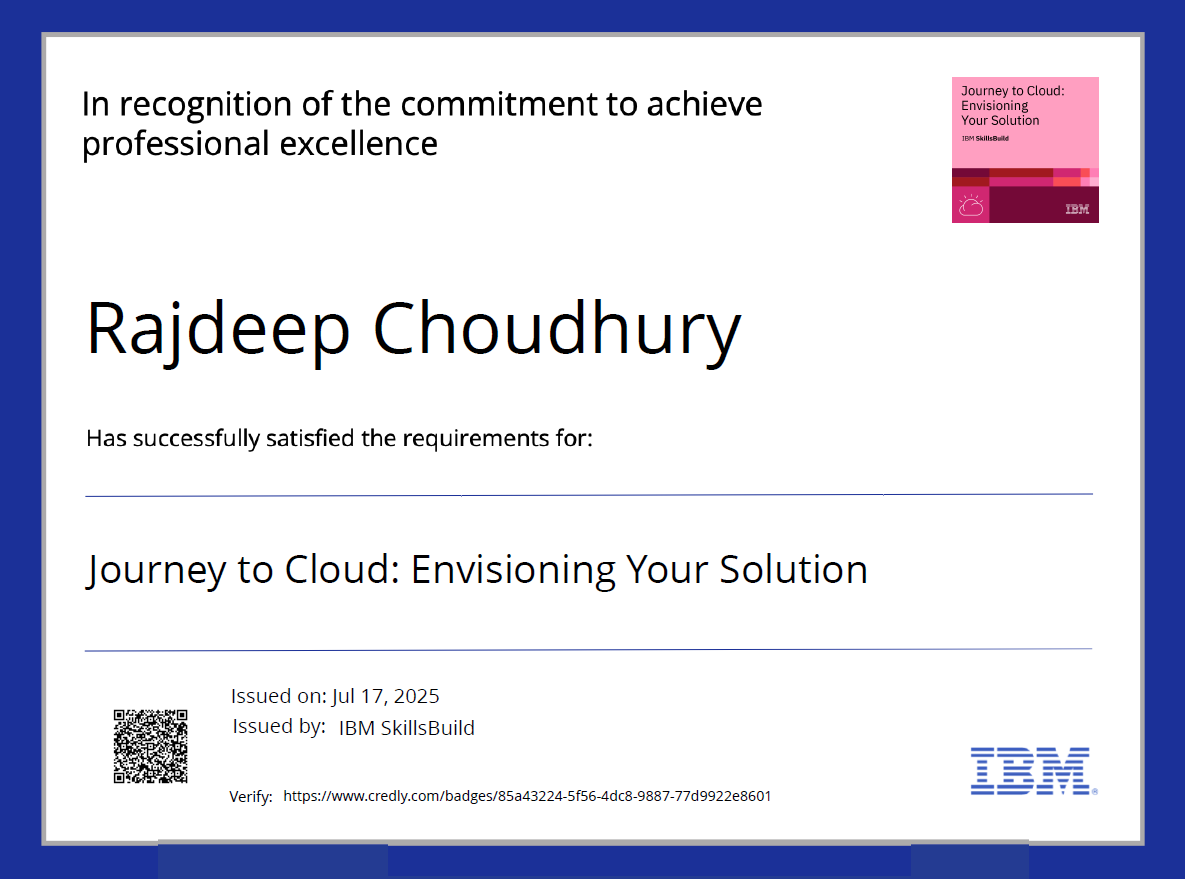 In recognition of the commitment to achieve
professional excellence
Journey to Cloud:
Envisioning
Your Solution
IBM SkillsBuild
IBM
Rajdeep Choudhury
Has successfully satisfied the requirements for:
Journey to Cloud: Envisioning Your Solution
Issued on: Jul 17, 2025
Issued by: IBM SkillsBuild
Verify: https://www.credly.com/badges/85a43224-5f56-4dc8-9887-77d9922e8601
IBM®